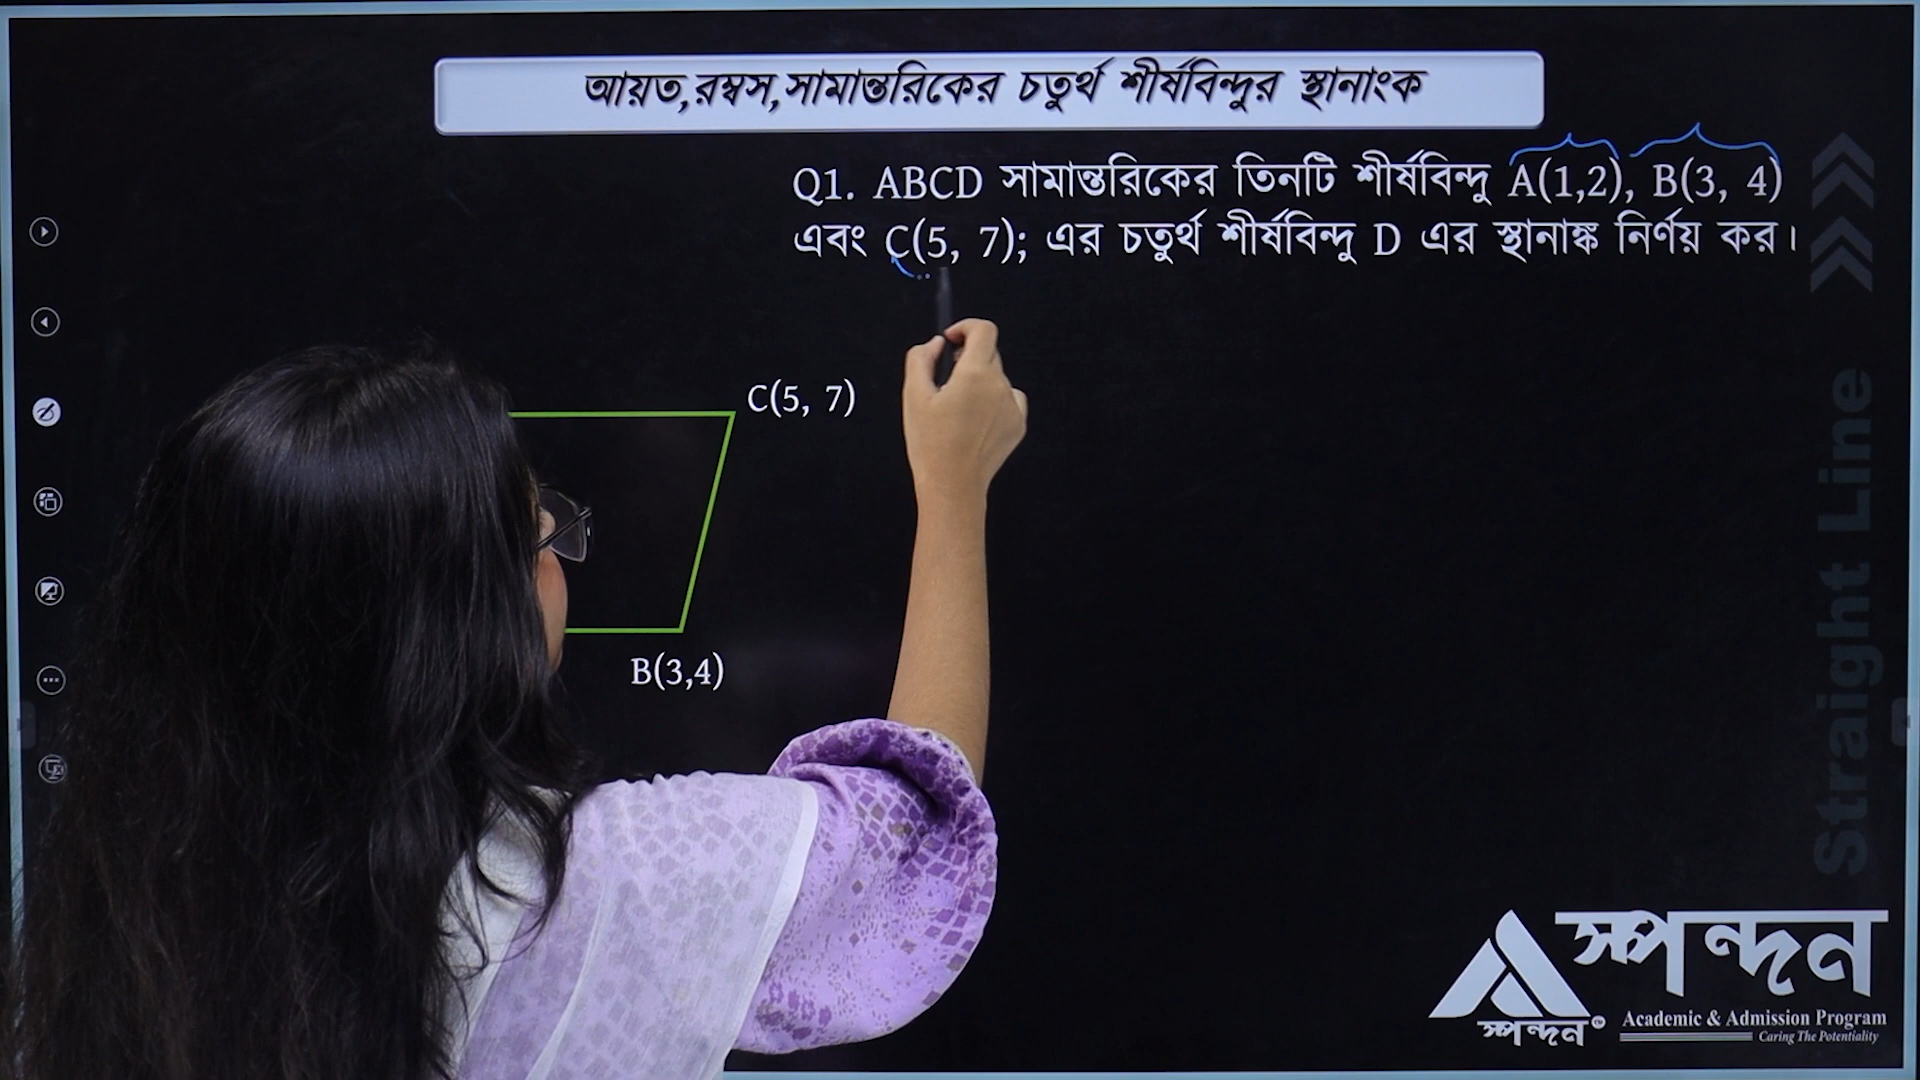 আয়ত,রম্বস,সামান্তরিকের চতুর্থ শীর্ষবিন্দুর স্থানাংক
Q1. ABCD সামান্তরিকের তিনটি শীর্ষবিন্দু A(1,2), B(3, 4)
এবং C(5, 7); এর চতুর্থ শীর্ষবিন্দু D এর স্থানাঙ্ক নির্ণয় কর।
C(5, 7)
B(3,4)
Straight Line
স্পন্দন
স্পন্দন
Academic & Admission Program
Caring The Potentiality